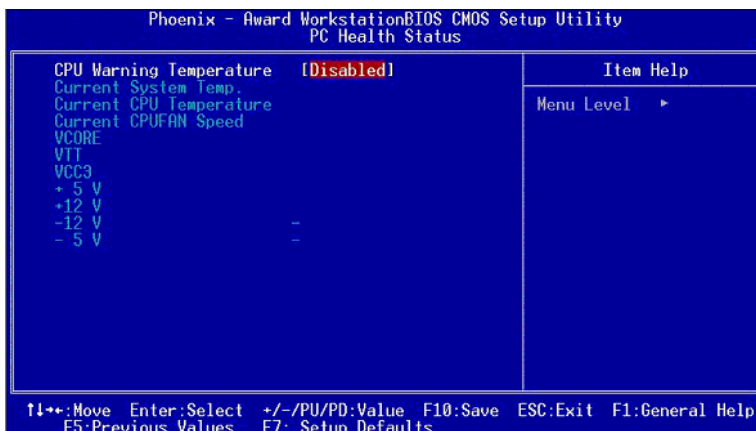 Phoenix - Award WorkstationBIOS CMOS Setup Utility
PC Health Status
CPU Warning Temperature [Disabled]
Current System Temp.
Current CPU Temperature
Current CPUFAN Speed
VCORE
VTT
VCC3
+ 5 V
+12 V
-12 V -
- 5 V -
Item Help
Menu Level ▸
↑↓→←:Move Enter:Select +/-/PU/PD:Value F10:Save ESC:Exit F1:General Help
F5:Previous Values F7: Setup Defaults